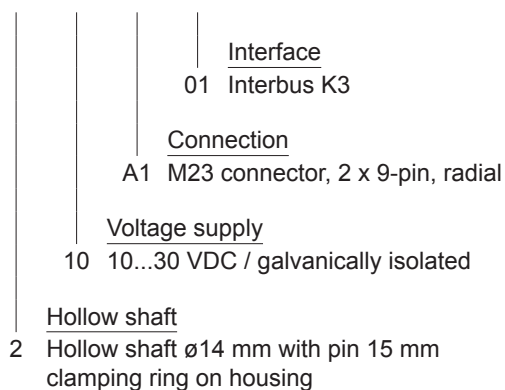 Interface
01 Interbus K3
Connection
A1 M23 connector, 2 x 9-pin, radial
Voltage supply
10 10...30 VDC / galvanically isolated
Hollow shaft
2 Hollow shaft ø14 mm with pin 15 mm
clamping ring on housing